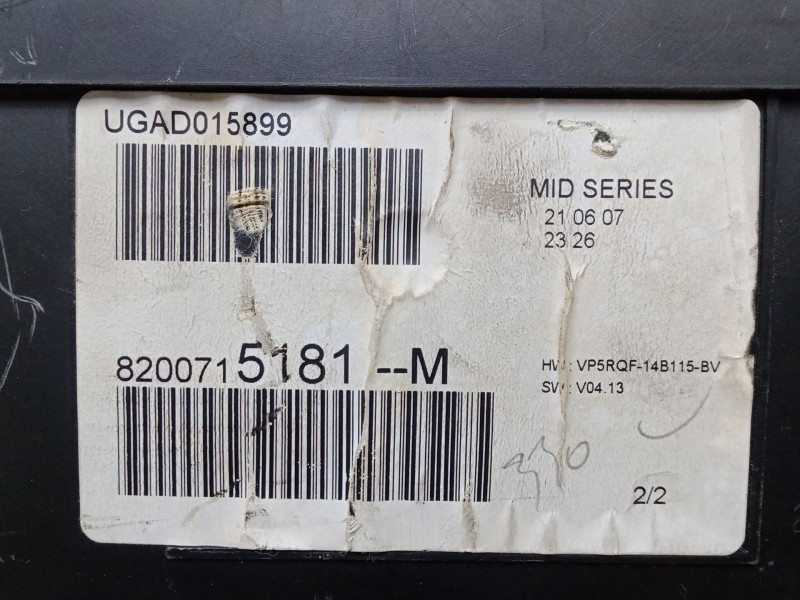 UGAD015899
MID SERIES
21 06 07
23 26
8200715181 --M
HW: VP5RQF-14B115-BV
SW: V04.13
2/2